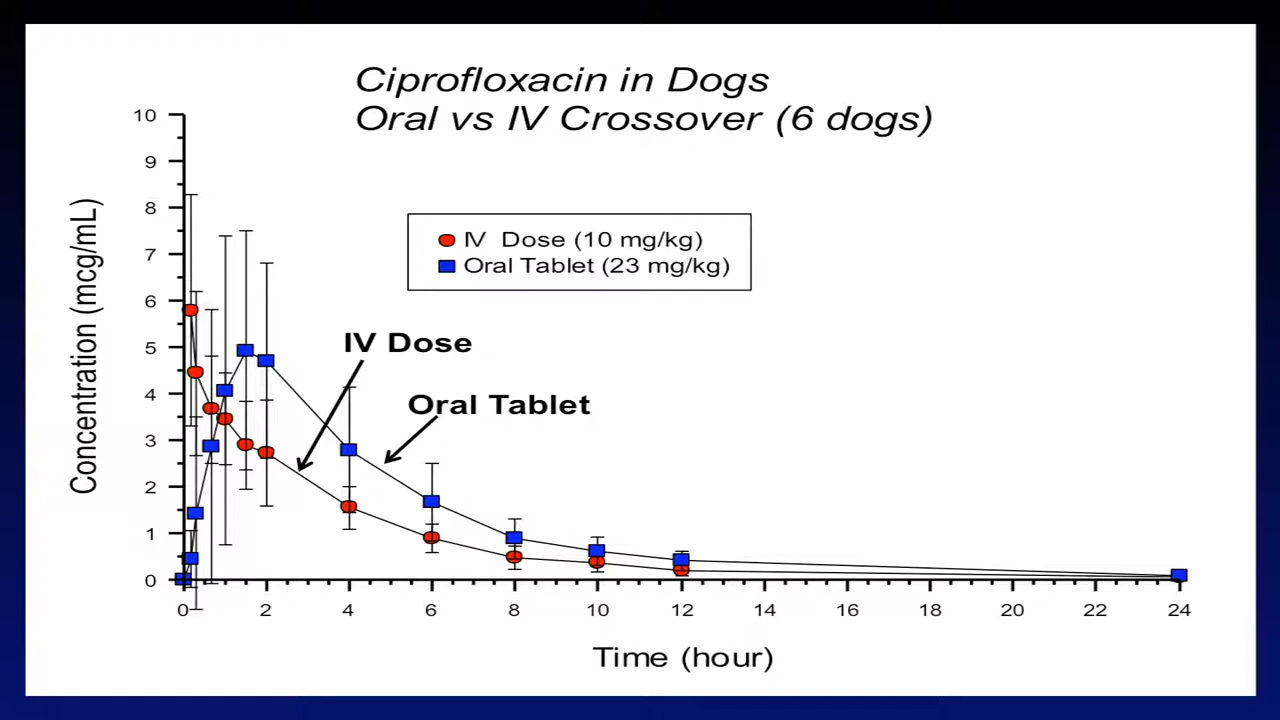 Ciprofloxacin in Dogs
Oral vs IV Crossover (6 dogs)
10
9
8
7
6
5
4
3
2
1
0
Concentration (mcg/mL)
IV Dose (10 mg/kg)
Oral Tablet (23 mg/kg)
IV Dose
Oral Tablet
0 2 4 6 8 10 12 14 16 18 20 22 24
Time (hour)